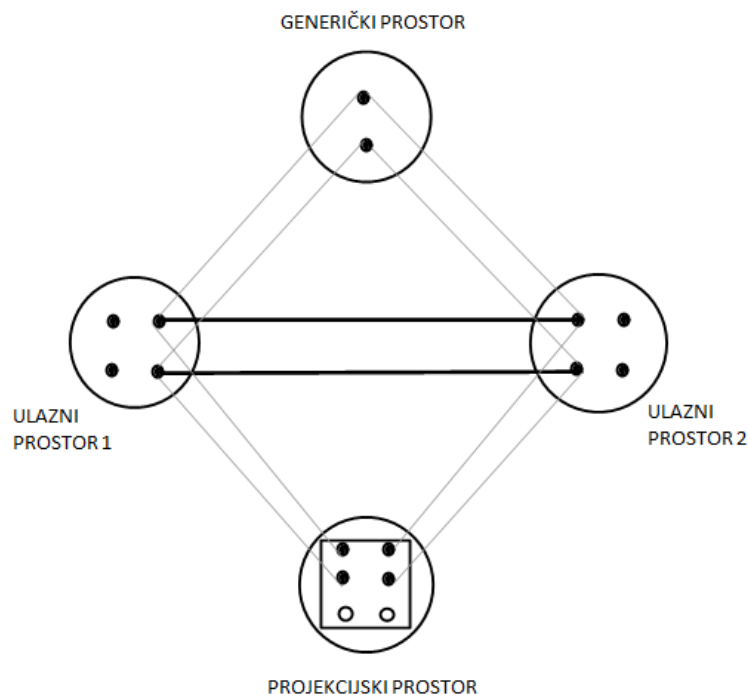 GENERIČKI PROSTOR
ULAZNI
PROSTOR 1
ULAZNI
PROSTOR 2
PROJEKCIJSKI PROSTOR